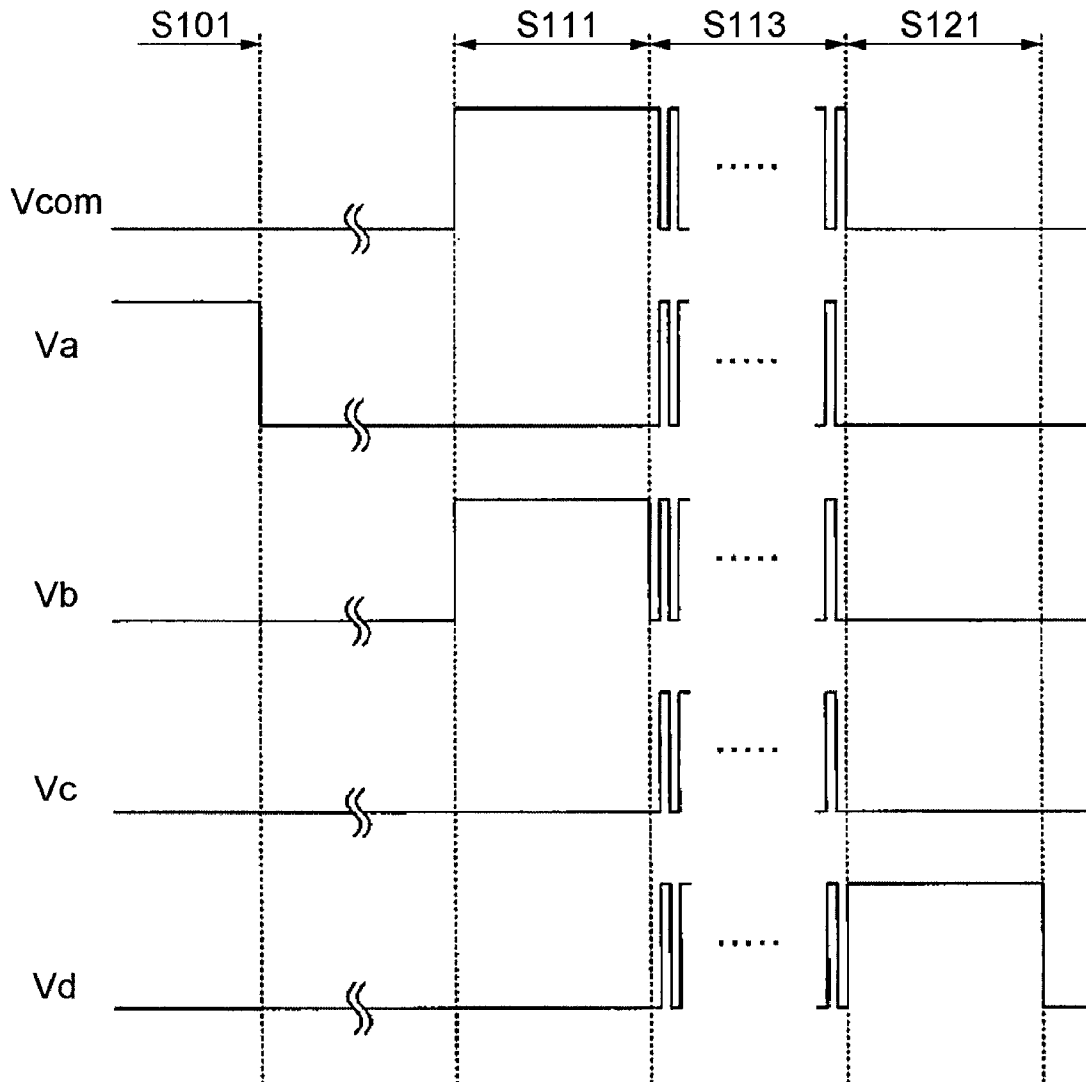 S101 S111 S113 S121
Vcom
.....
Va
.....
Vb
.....
Vc
.....
Vd
.....